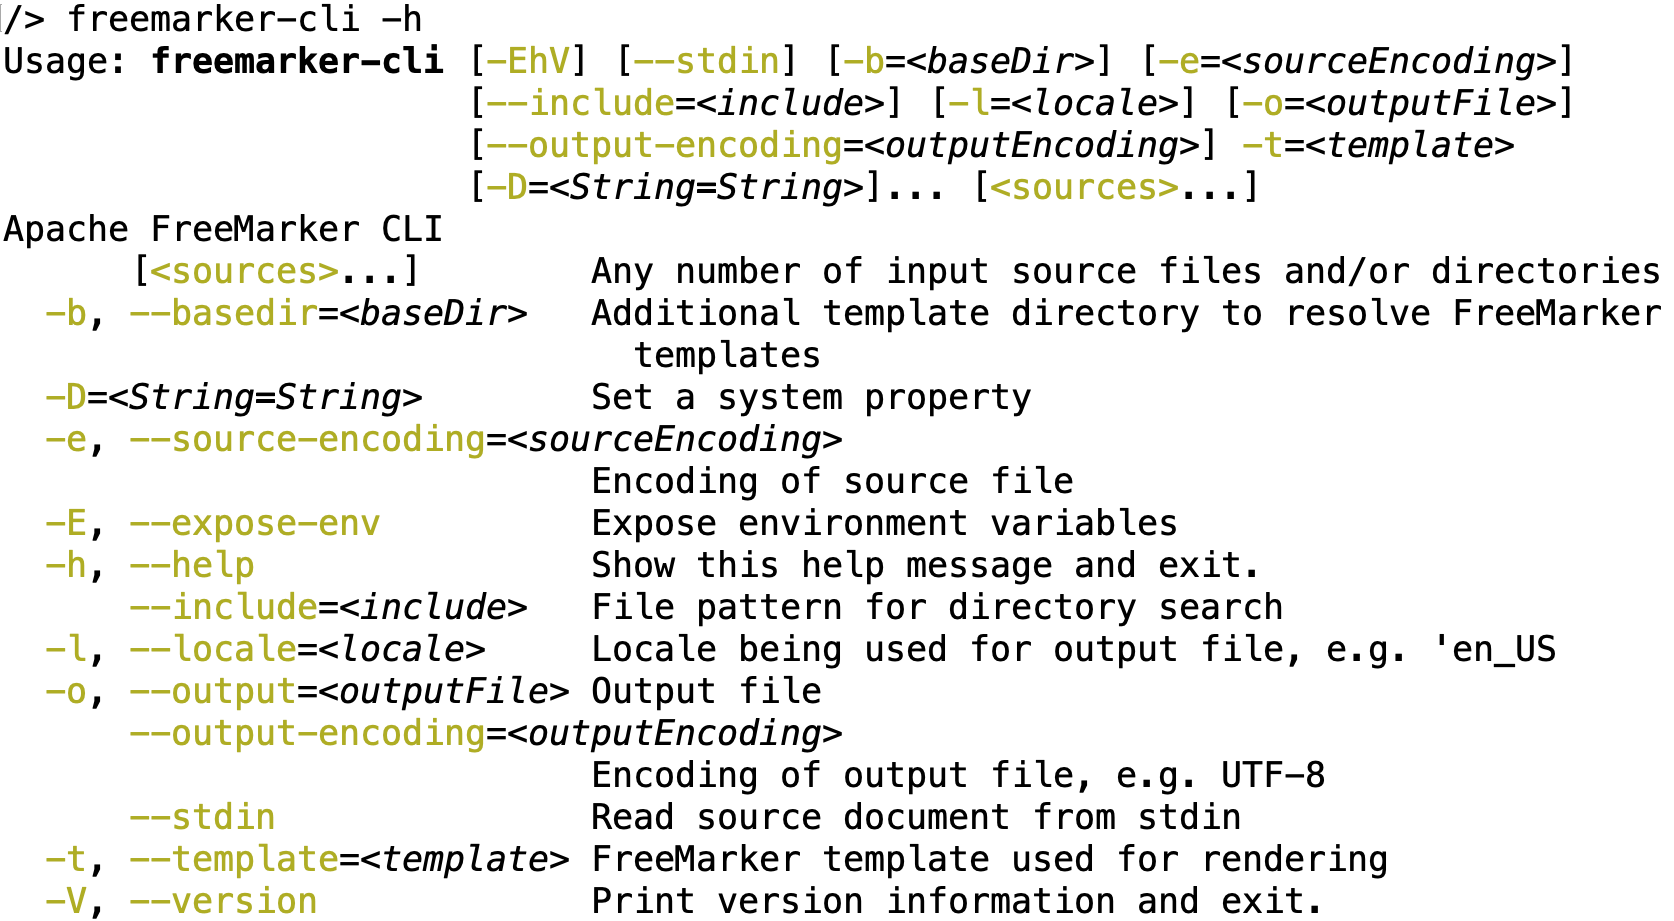 /> freemarker-cli -h
Usage: freemarker-cli [-EhV] [--stdin] [-b=<baseDir>] [-e=<sourceEncoding>]
                      [--include=<include>] [-l=<locale>] [-o=<outputFile>]
                      [--output-encoding=<outputEncoding>] -t=<template>
                      [-D=<String=String>]... [<sources>...]
Apache FreeMarker CLI
      [<sources>...]        Any number of input source files and/or directories
  -b, --basedir=<baseDir>   Additional template directory to resolve FreeMarker
                              templates
  -D=<String=String>        Set a system property
  -e, --source-encoding=<sourceEncoding>
                            Encoding of source file
  -E, --expose-env          Expose environment variables
  -h, --help                Show this help message and exit.
      --include=<include>   File pattern for directory search
  -l, --locale=<locale>     Locale being used for output file, e.g. 'en_US
  -o, --output=<outputFile> Output file
      --output-encoding=<outputEncoding>
                            Encoding of output file, e.g. UTF-8
      --stdin               Read source document from stdin
  -t, --template=<template> FreeMarker template used for rendering
  -V, --version             Print version information and exit.